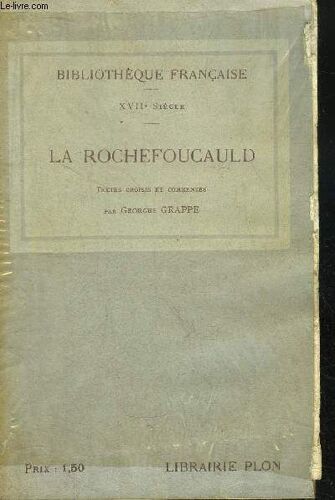 Le-livre.com
BIBLIOTHÈQUE FRANÇAISE
XVIIe SIÈCLE
LA ROCHEFOUCAULD
TEXTES CHOISIS ET COMMENTÉS
PAR GEORGES GRAPPE
PRIX : 1,50 LIBRAIRIE PLON